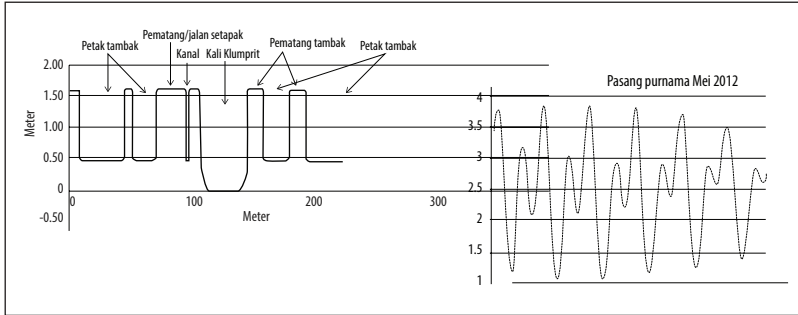 Pematang/jalan setapak
Petak tambak
Kanal
Kali Klumprit
Pematang tambak
Petak tambak
2.00
1.50
1.00
0.50
0
-0.50
Meter
0
100
200
300
Meter
Pasang purnama Mei 2012
4
3.5
3
2.5
2
1.5
1